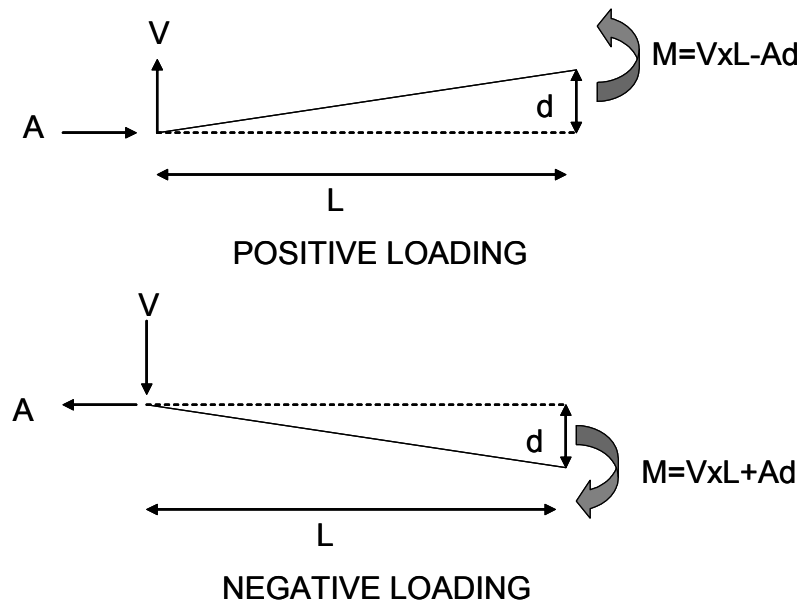 V
M=VxL-Ad
d
A
L
POSITIVE LOADING
V
A
d
M=VxL+Ad
L
NEGATIVE LOADING